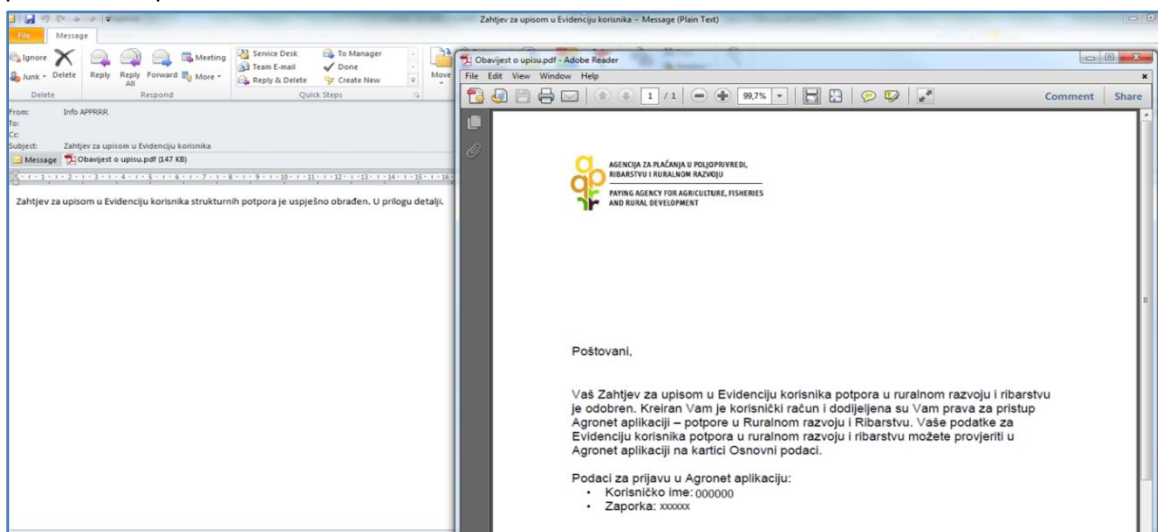 Zahtjev za upisom u Evidenciju korisnika - Message (Plain Text)
File Message
Ignore
Junk
Delete
Reply
Reply All
Forward
Meeting
More
Service Desk
Team E-mail
Reply & Delete
To Manager
Done
Create New
Move
Delete Respond Quick Steps
From: Info APPRRR
To:
Cc:
Subject: Zahtjev za upisom u Evidenciju korisnika
Message Obavijest o upisu.pdf (147 KB)
Zahtjev za upisom u Evidenciju korisnika strukturnih potpora je uspješno obrađen. U prilogu detalji.
Obavijest o upisu.pdf - Adobe Reader
File Edit View Window Help
1 / 1 99,7% Comment Share
AGENCIJA ZA PLAĆANJA U POLJOPRIVREDI,
RIBARSTVU I RURALNOM RAZVOJU
PAYING AGENCY FOR AGRICULTURE, FISHERIES
AND RURAL DEVELOPMENT
Poštovani,
Vaš Zahtjev za upisom u Evidenciju korisnika potpora u ruralnom razvoju i ribarstvu
je odobren. Kreiran Vam je korisnički račun i dodijeljena su Vam prava za pristup
Agronet aplikaciji – potpore u Ruralnom razvoju i Ribarstvu. Vaše podatke za
Evidenciju korisnika potpora u ruralnom razvoju i ribarstvu možete provjeriti u
Agronet aplikaciji na kartici Osnovni podaci.
Podaci za prijavu u Agronet aplikaciju:
• Korisničko ime: 000000
• Zaporka: xxxxxx